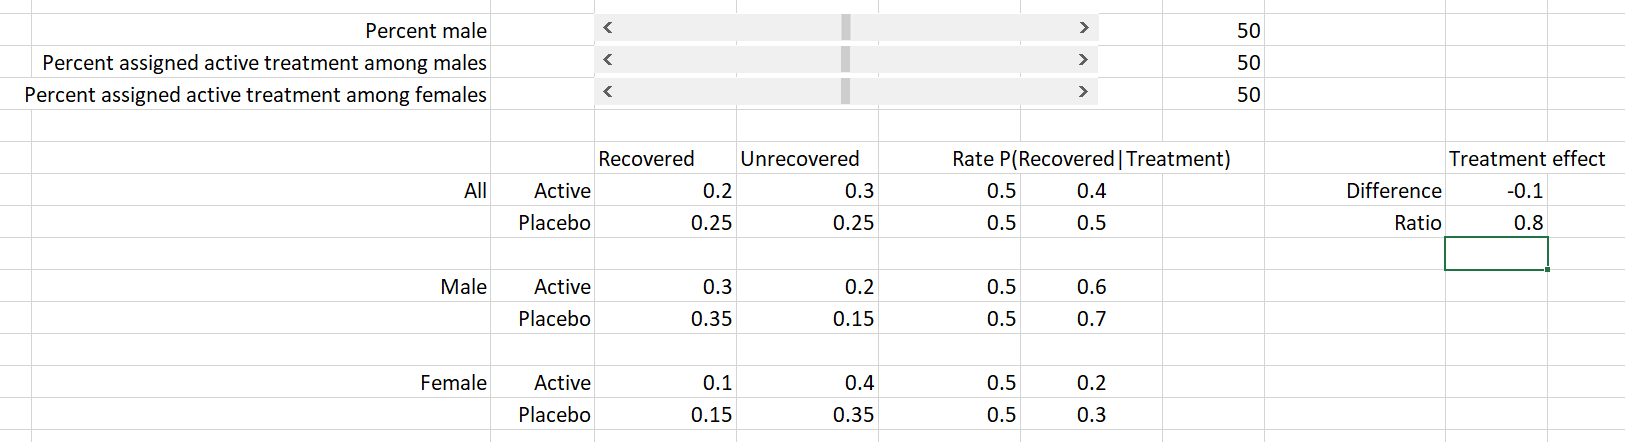 Percent male < > 50
Percent assigned active treatment among males < > 50
Percent assigned active treatment among females < > 50
Recovered Unrecovered Rate P(Recovered|Treatment) Treatment effect
All Active 0.2 0.3 0.5 0.4 Difference -0.1
Placebo 0.25 0.25 0.5 0.5 Ratio 0.8
Male Active 0.3 0.2 0.5 0.6
Placebo 0.35 0.15 0.5 0.7
Female Active 0.1 0.4 0.5 0.2
Placebo 0.15 0.35 0.5 0.3